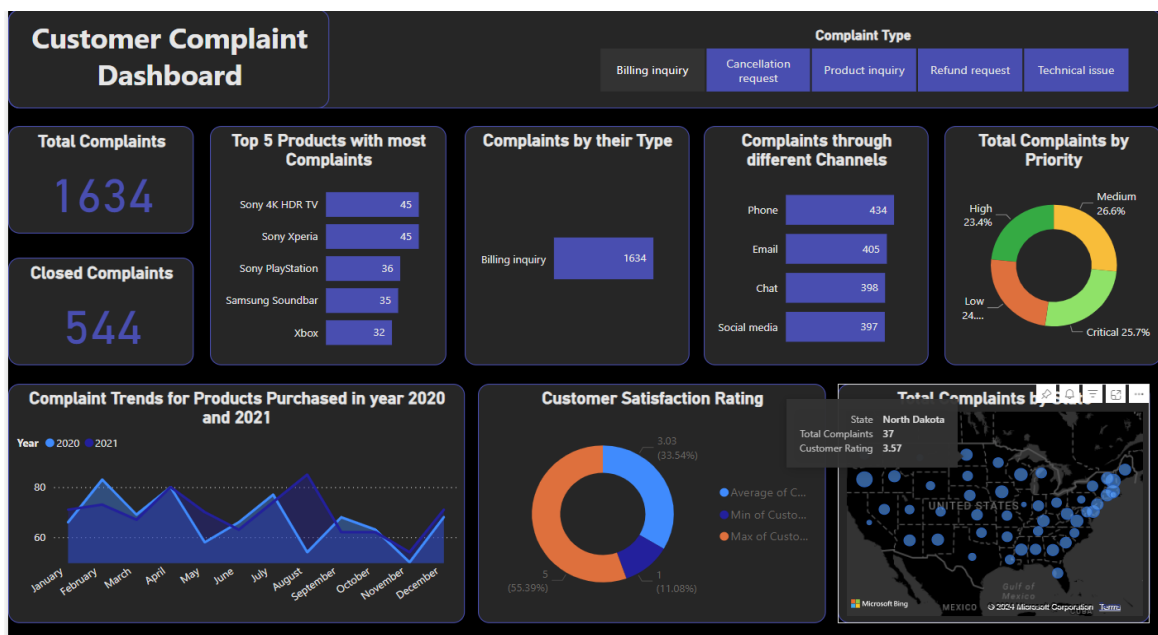 Customer Complaint
Dashboard
Complaint Type
Billing inquiry
Cancellation
request
Product inquiry
Refund request
Technical issue
Total Complaints
1634
Closed Complaints
544
Top 5 Products with most
Complaints
Sony 4K HDR TV 45
Sony Xperia 45
Sony PlayStation 36
Samsung Soundbar 35
Xbox 32
Complaints by their Type
Billing inquiry 1634
Complaints through
different Channels
Phone 434
Email 405
Chat 398
Social media 397
Total Complaints by
Priority
Medium
26.6%
High
23.4%
Low
24....
Critical 25.7%
Complaint Trends for Products Purchased in year 2020
and 2021
Year 2020 2021
80
60
January
February
March
April
May
June
July
August
September
October
November
December
Customer Satisfaction Rating
3.03
(33.54%)
1
(11.08%)
5
(55.39%)
Average of C...
Min of Custo...
Max of Custo...
Total Complaints by State
State North Dakota
Total Complaints 37
Customer Rating 3.57
UNITED STATES
MEXICO
Gulf of
Mexico
Microsoft Bing
© 2024 Microsoft Corporation Terms